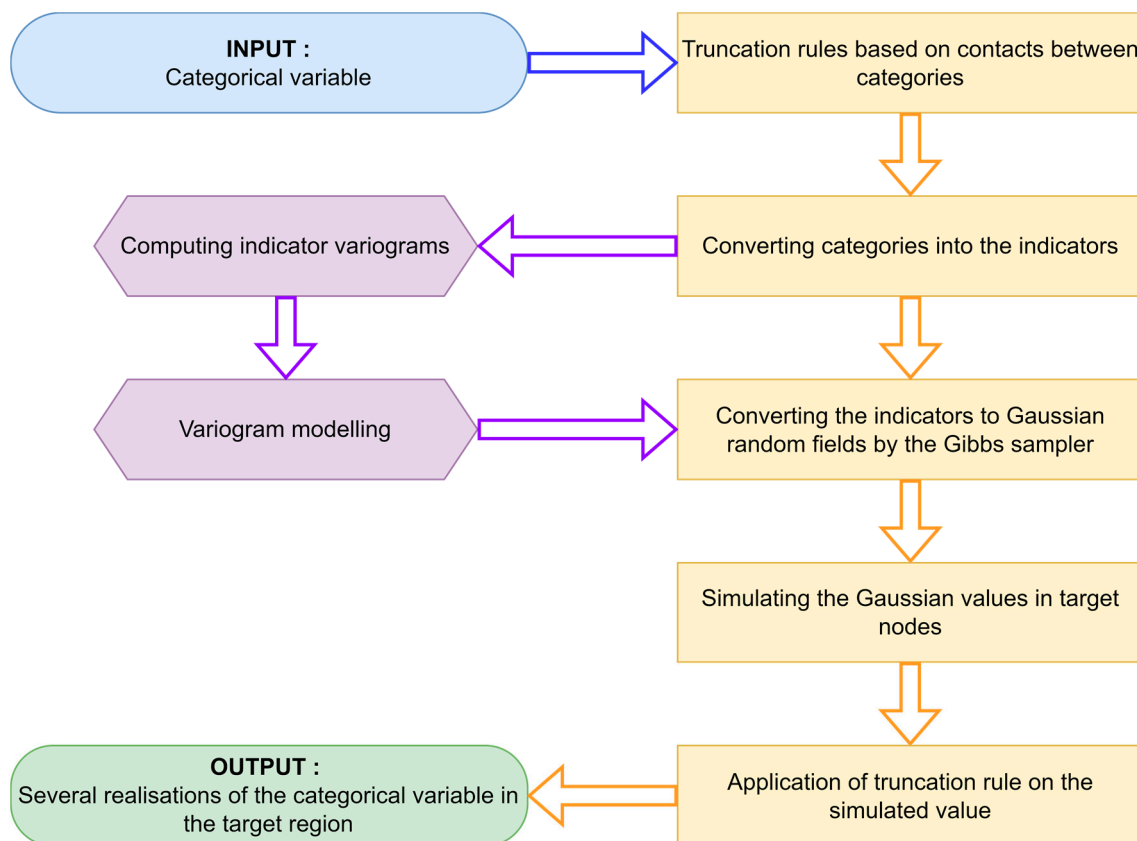 INPUT :
Categorical variable
Truncation rules based on contacts between
categories
Computing indicator variograms
Converting categories into the indicators
Variogram modelling
Converting the indicators to Gaussian
random fields by the Gibbs sampler
Simulating the Gaussian values in target
nodes
OUTPUT :
Several realisations of the categorical variable in
the target region
Application of truncation rule on the
simulated value